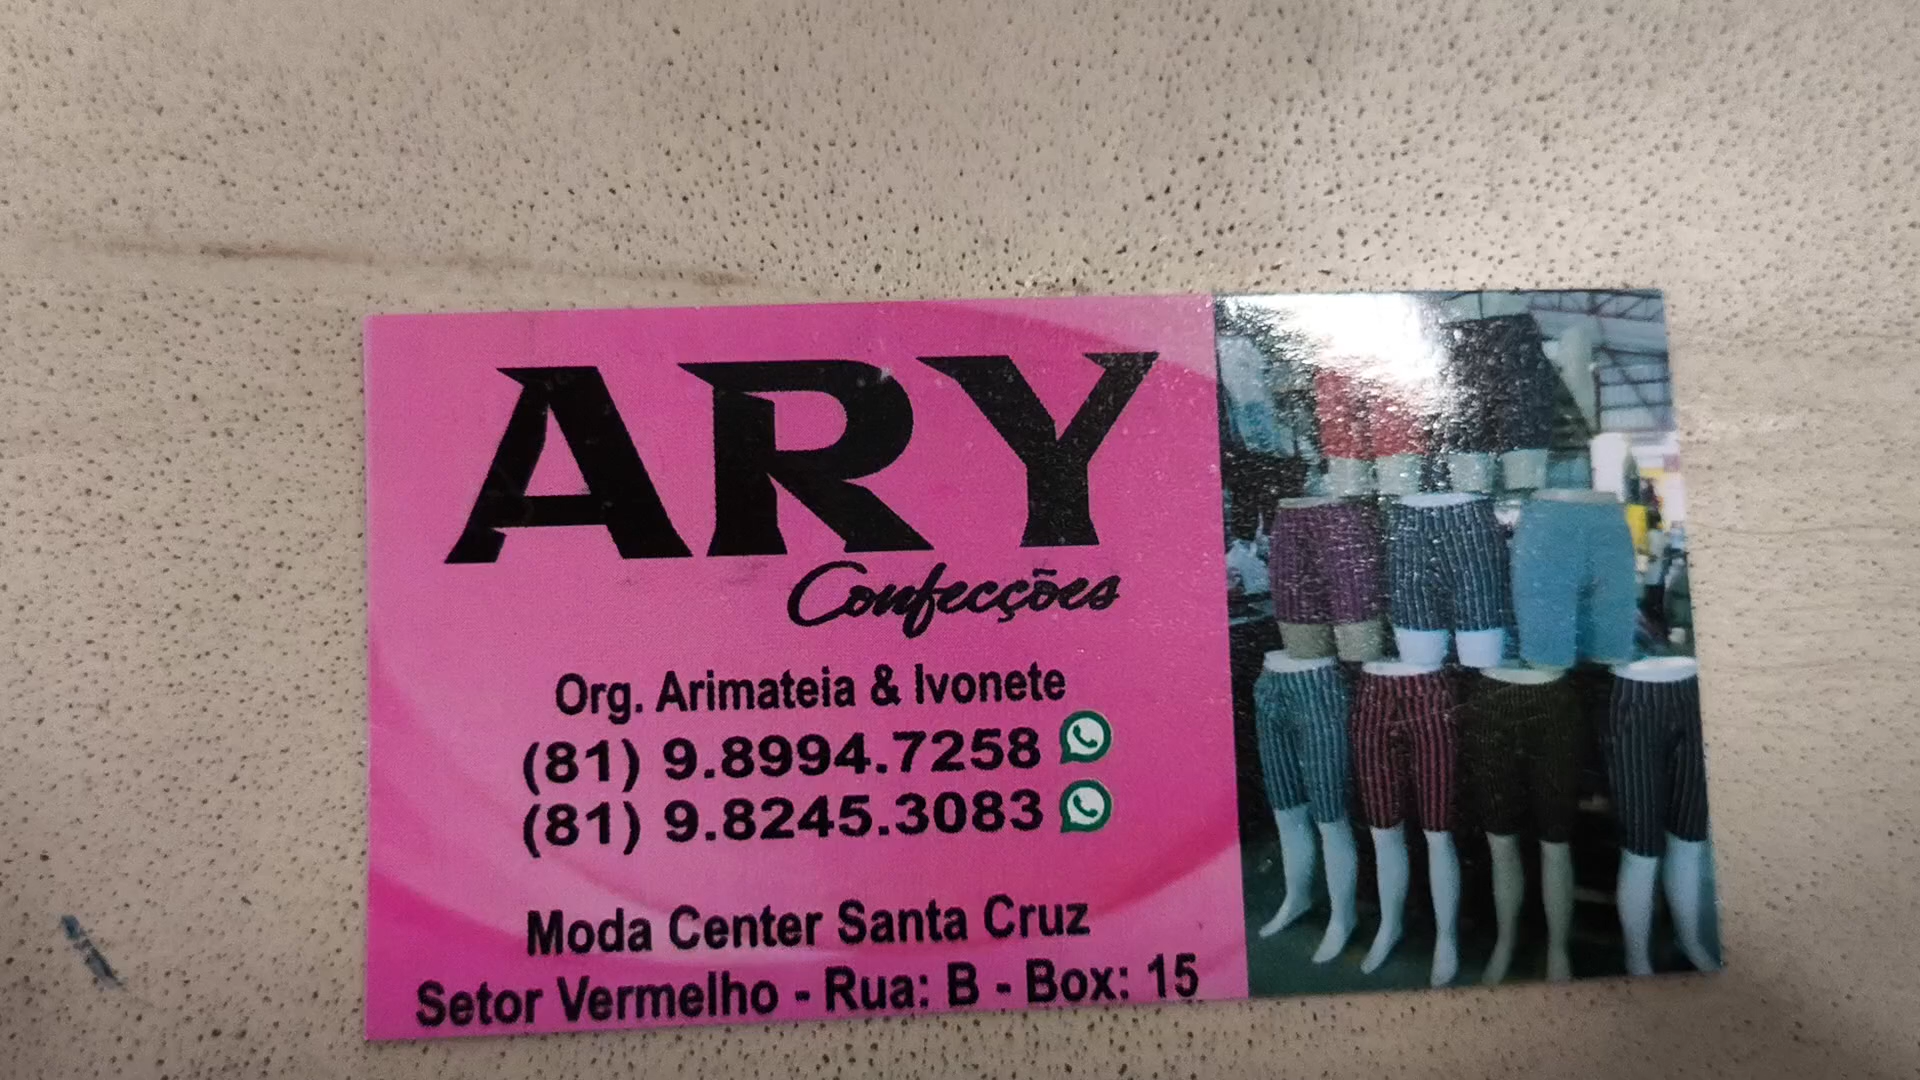 ARY
Confecções
Org. Arimateia & Ivonete
(81) 9.8994.7258
(81) 9.8245.3083
Moda Center Santa Cruz
Setor Vermelho - Rua: B - Box: 15